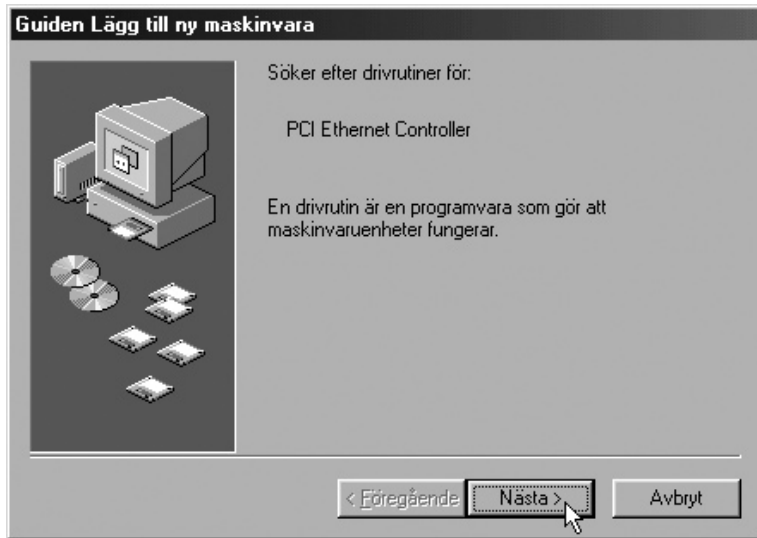 Guiden Lägg till ny maskinvara
Söker efter drivrutiner för:
PCI Ethernet Controller
En drivrutin är en programvara som gör att
maskinvaruenheter fungerar.
< Föregående
Nästa >
Avbryt